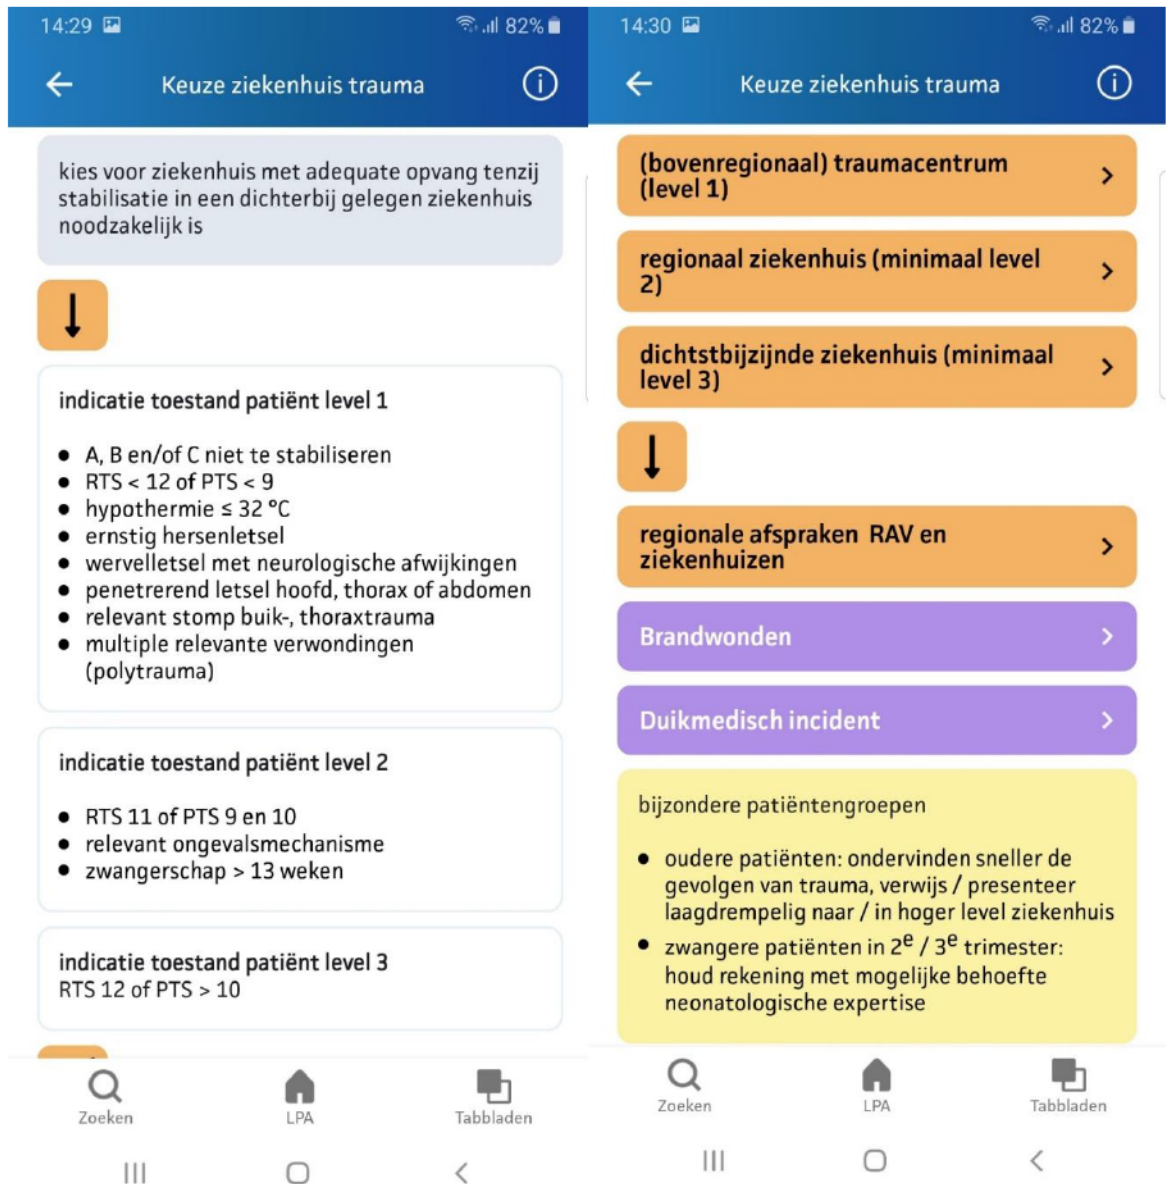 14:29
82%
Keuze ziekenhuis trauma
kies voor ziekenhuis met adequate opvang tenzij
stabilisatie in een dichterbij gelegen ziekenhuis
noodzakelijk is
indicatie toestand patiënt level 1
• A, B en/of C niet te stabiliseren
• RTS < 12 of PTS < 9
• hypothermie ≤ 32 °C
• ernstig hersenletsel
• wervelletsel met neurologische afwijkingen
• penetrerend letsel hoofd, thorax of abdomen
• relevant stomp buik-, thoraxtrauma
• multiple relevante verwondingen
(polytrauma)
indicatie toestand patiënt level 2
• RTS 11 of PTS 9 en 10
• relevant ongevalsmechanisme
• zwangerschap > 13 weken
indicatie toestand patiënt level 3
RTS 12 of PTS > 10
Zoeken
LPA
Tabbladen
14:30
82%
Keuze ziekenhuis trauma
(bovenregionaal) traumacentrum
(level 1)
regionaal ziekenhuis (minimaal level
2)
dichtstbijzijnde ziekenhuis (minimaal
level 3)
regionale afspraken RAV en
ziekenhuizen
Brandwonden
Duikmedisch incident
bijzondere patiëntengroepen
• oudere patiënten: ondervinden sneller de
gevolgen van trauma, verwijs / presenteer
laagdrempelig naar / in hoger level ziekenhuis
• zwangere patiënten in 2e / 3e trimester:
houd rekening met mogelijke behoefte
neonatologische expertise
Zoeken
LPA
Tabbladen